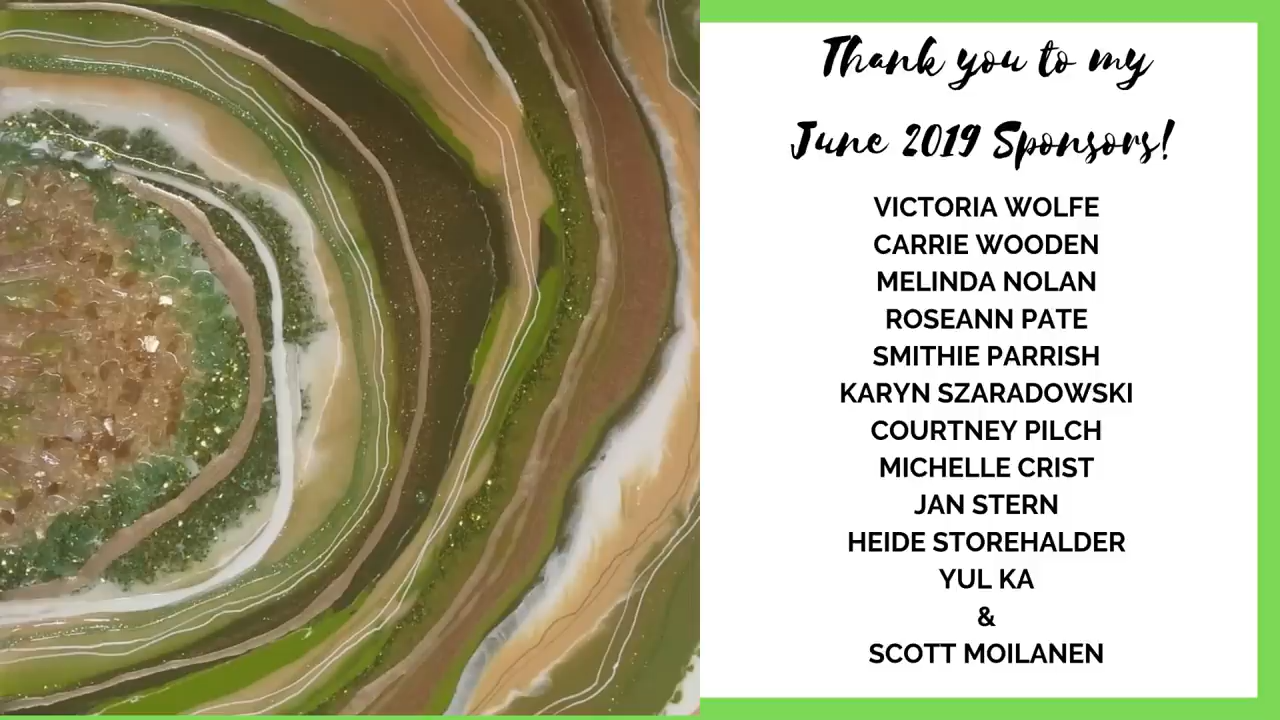 Thank you to my
June 2019 Sponsors!
VICTORIA WOLFE
CARRIE WOODEN
MELINDA NOLAN
ROSEANN PATE
SMITHIE PARRISH
KARYN SZARADOWSKI
COURTNEY PILCH
MICHELLE CRIST
JAN STERN
HEIDE STOREHALDER
YUL KA
&
SCOTT MOILANEN